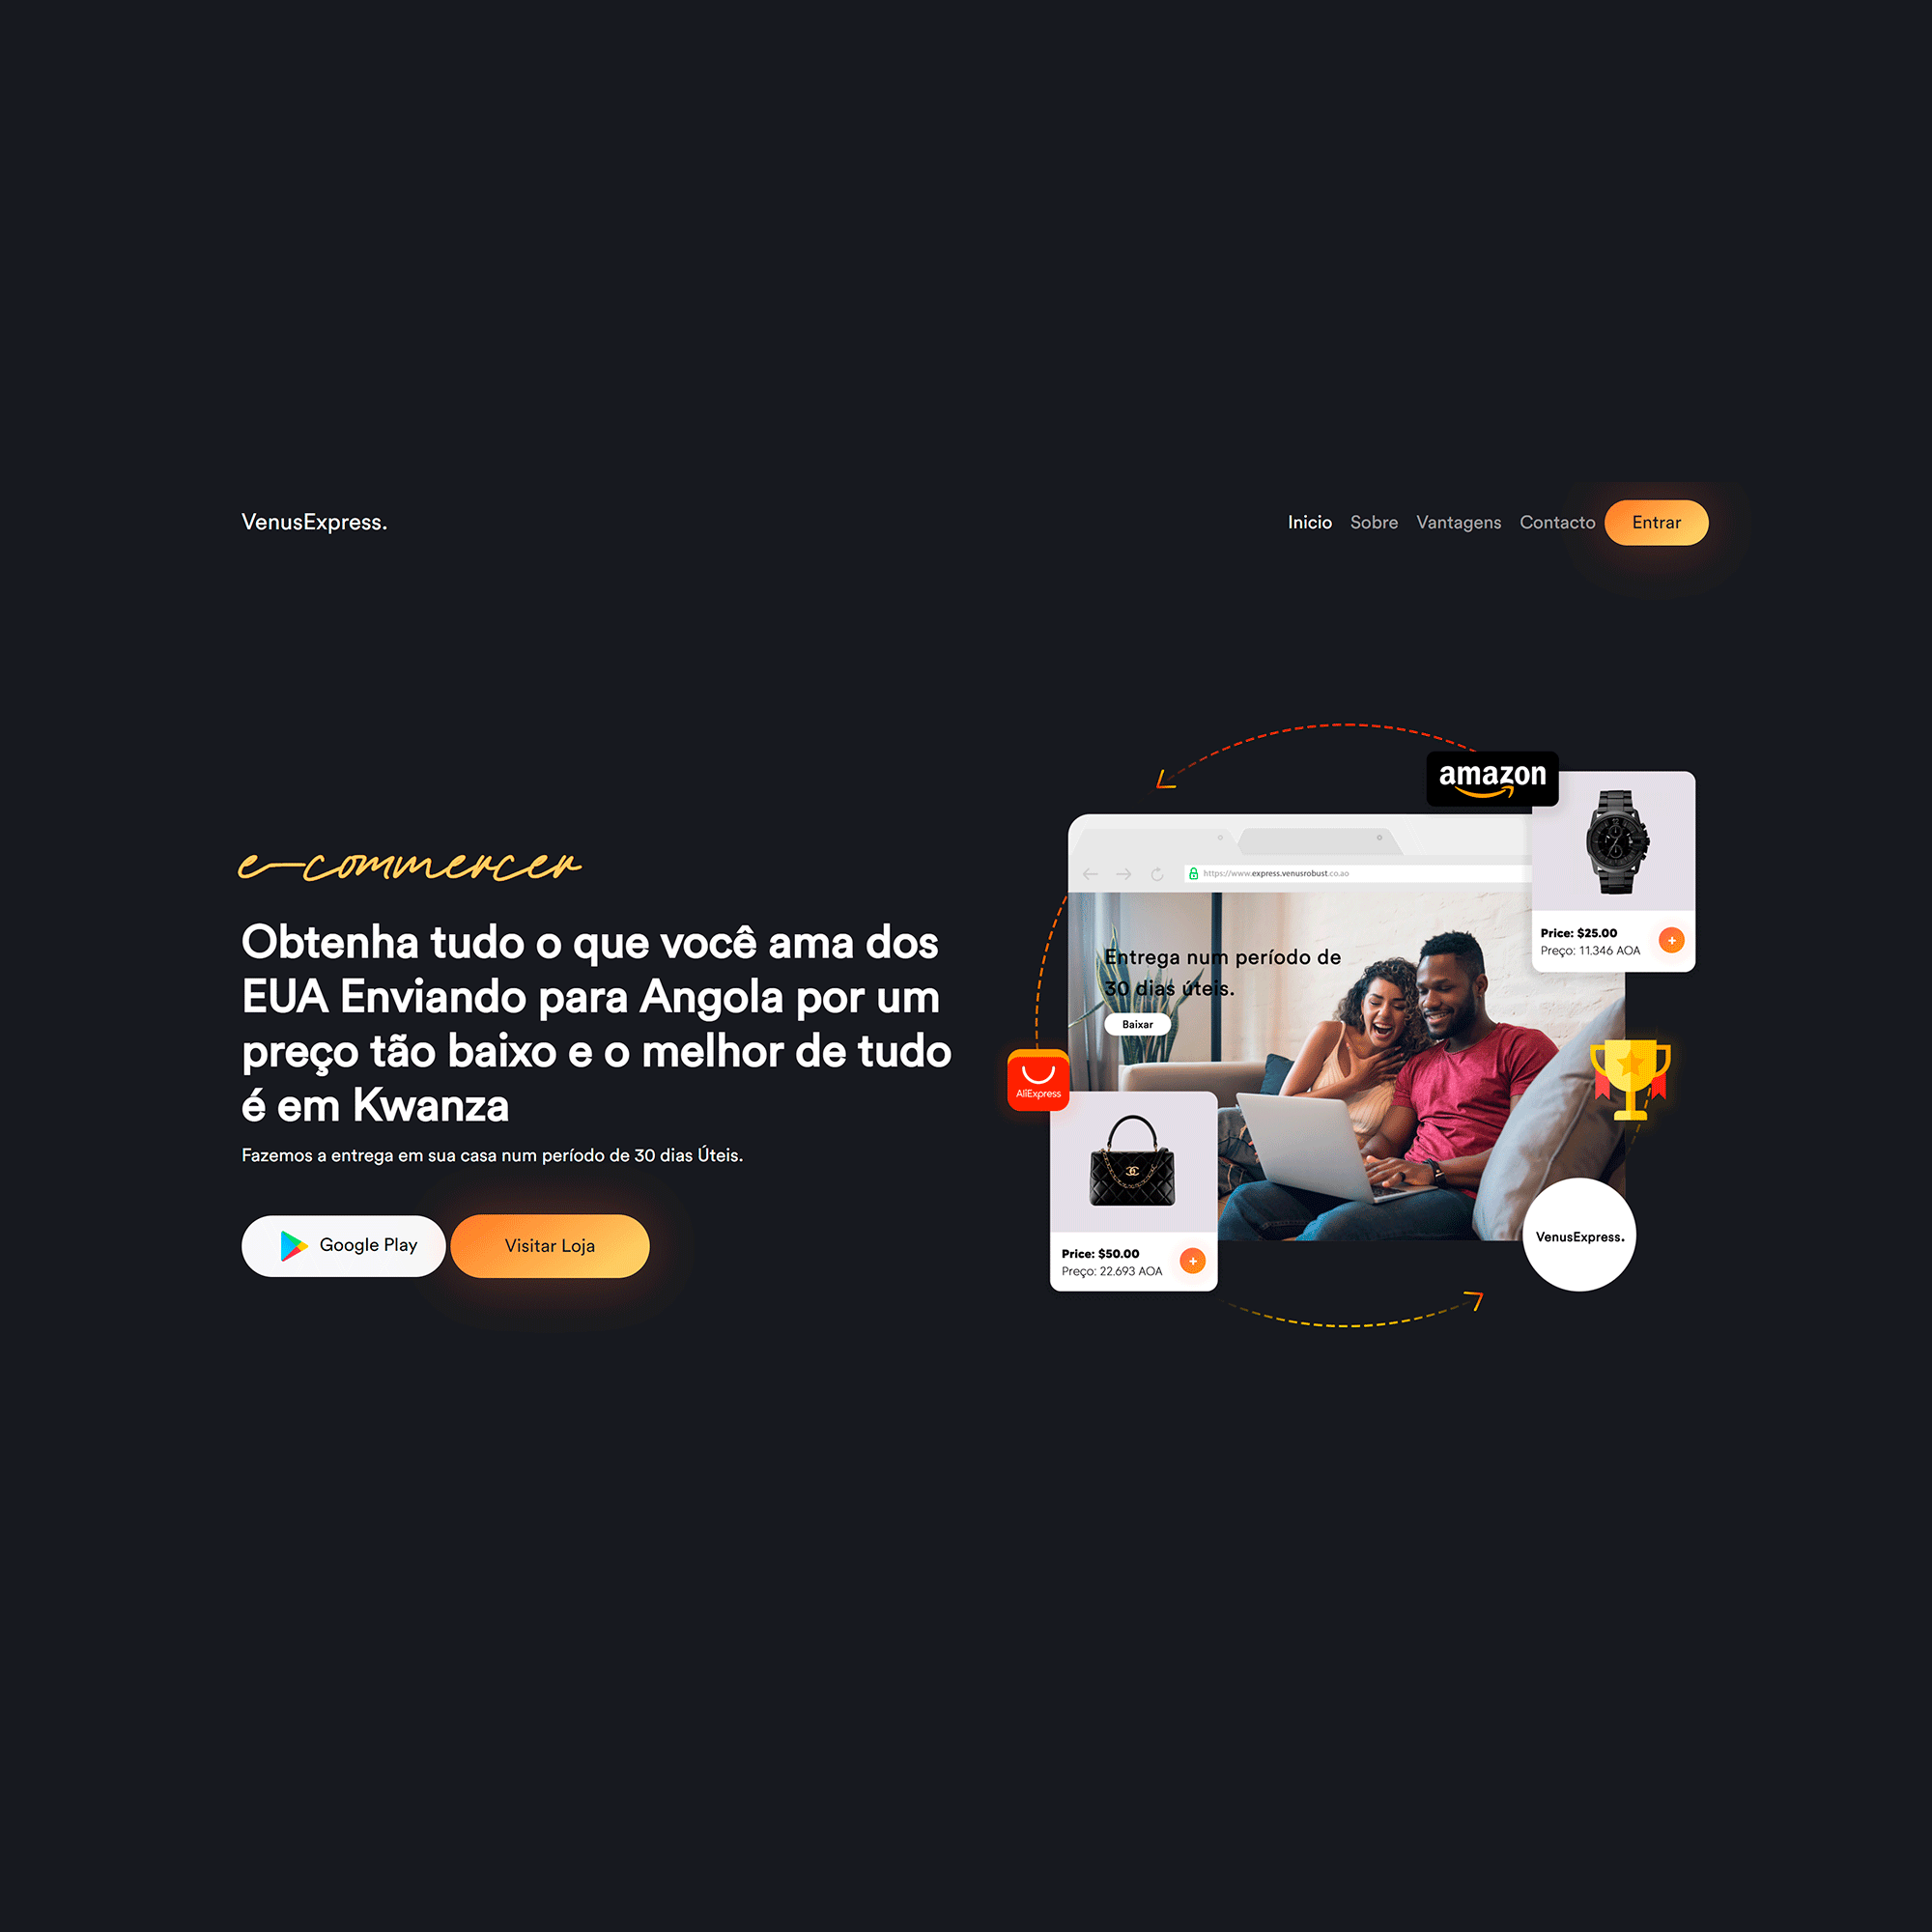 VenusExpress.
Inicio Sobre Vantagens Contacto Entrar
e-commercer
Obtenha tudo o que você ama dos
EUA Enviando para Angola por um
preço tão baixo e o melhor de tudo
é em Kwanza
Fazemos a entrega em sua casa num período de 30 dias Úteis.
Google Play
Visitar Loja
amazon
https://www.express.venusrobust.co.ao
Price: $25.00
Preço: 11.346 AOA
+
Entrega num período de
30 dias úteis.
Baixar
AliExpress
Price: $50.00
Preço: 22.693 AOA
+
VenusExpress.